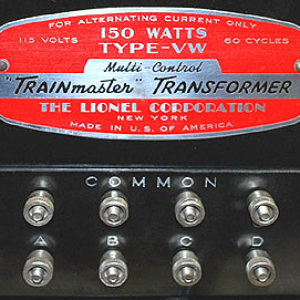 FOR ALTERNATING CURRENT ONLY
115 VOLTS 150 WATTS 60 CYCLES
TYPE-VW
Multi-Control
"TRAINmaster" TRANSFORMER
THE LIONEL CORPORATION
NEW YORK
MADE IN U.S. OF AMERICA
COMMON
A B C D